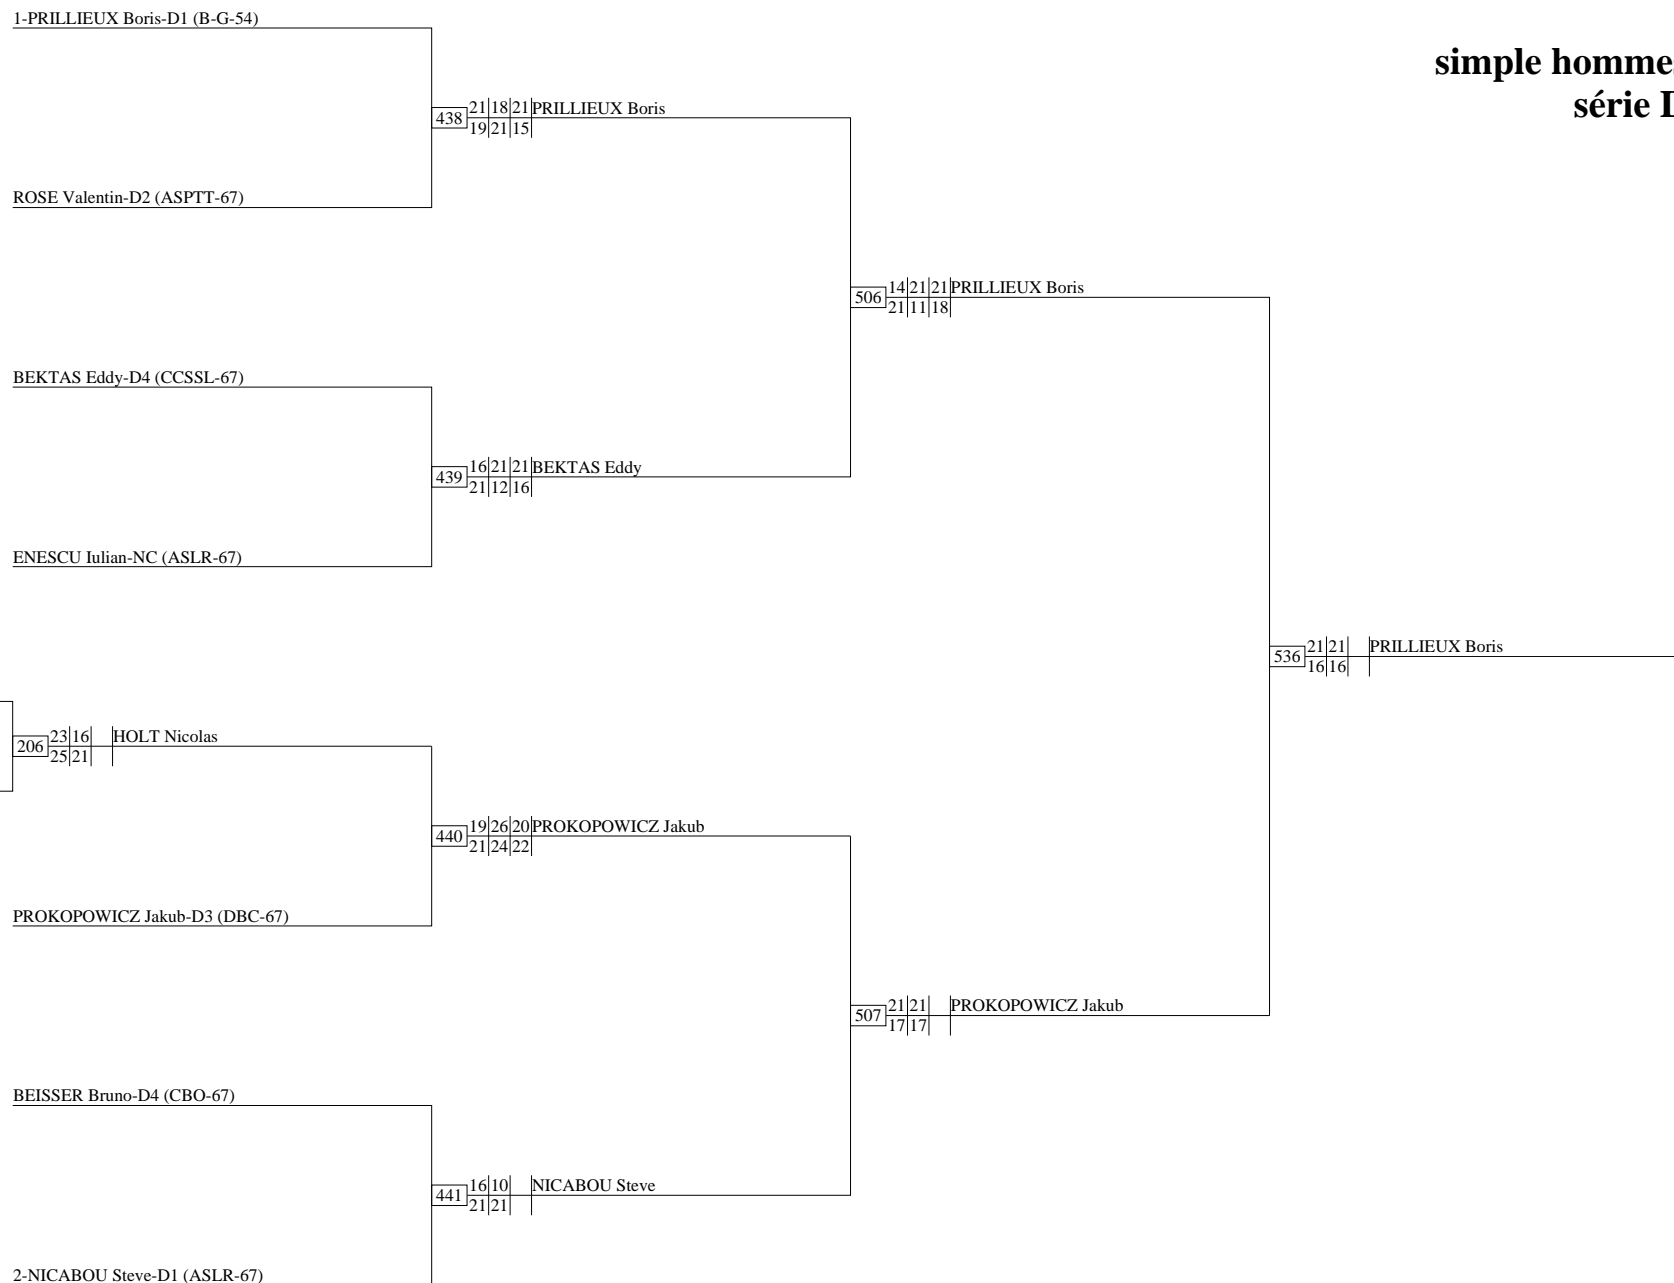 1-PRILLIEUX Boris-D1 (B-G-54)
simple hommes
série D
438 21 18 21 PRILLIEUX Boris
19 21 15
ROSE Valentin-D2 (ASPTT-67)
506 14 21 21 PRILLIEUX Boris
21 11 18
BEKTAS Eddy-D4 (CCSSL-67)
439 16 21 21 BEKTAS Eddy
21 12 16
ENESCU Iulian-NC (ASLR-67)
536 21 21 PRILLIEUX Boris
16 16
206 23 16 HOLT Nicolas
25 21
440 19 26 20 PROKOPOWICZ Jakub
21 24 22
PROKOPOWICZ Jakub-D3 (DBC-67)
507 21 21 PROKOPOWICZ Jakub
17 17
BEISSER Bruno-D4 (CBO-67)
441 16 10 NICABOU Steve
21 21
2-NICABOU Steve-D1 (ASLR-67)